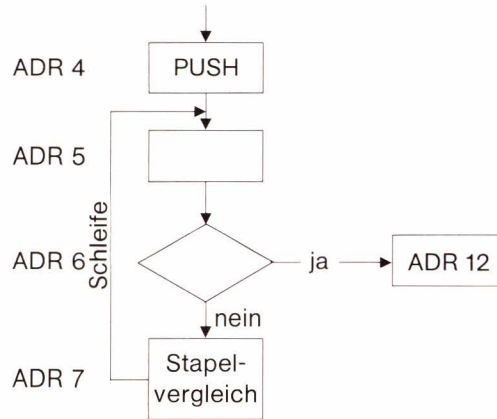 ADR 4
PUSH
ADR 5
Schleife
ADR 6
ja
ADR 12
nein
ADR 7
Stapel-
vergleich